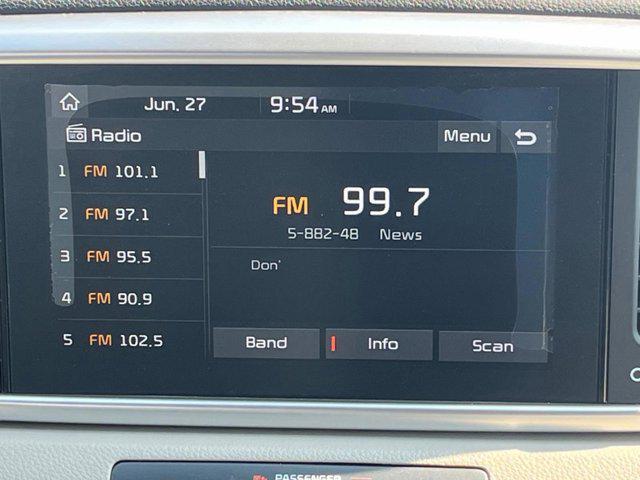 Jun. 27 9:54 AM
Radio Menu
1 FM 101.1
2 FM 97.1
3 FM 95.5
4 FM 90.9
5 FM 102.5
FM 99.7
5-882-48 News
Don'
Band Info Scan
PASSENGER